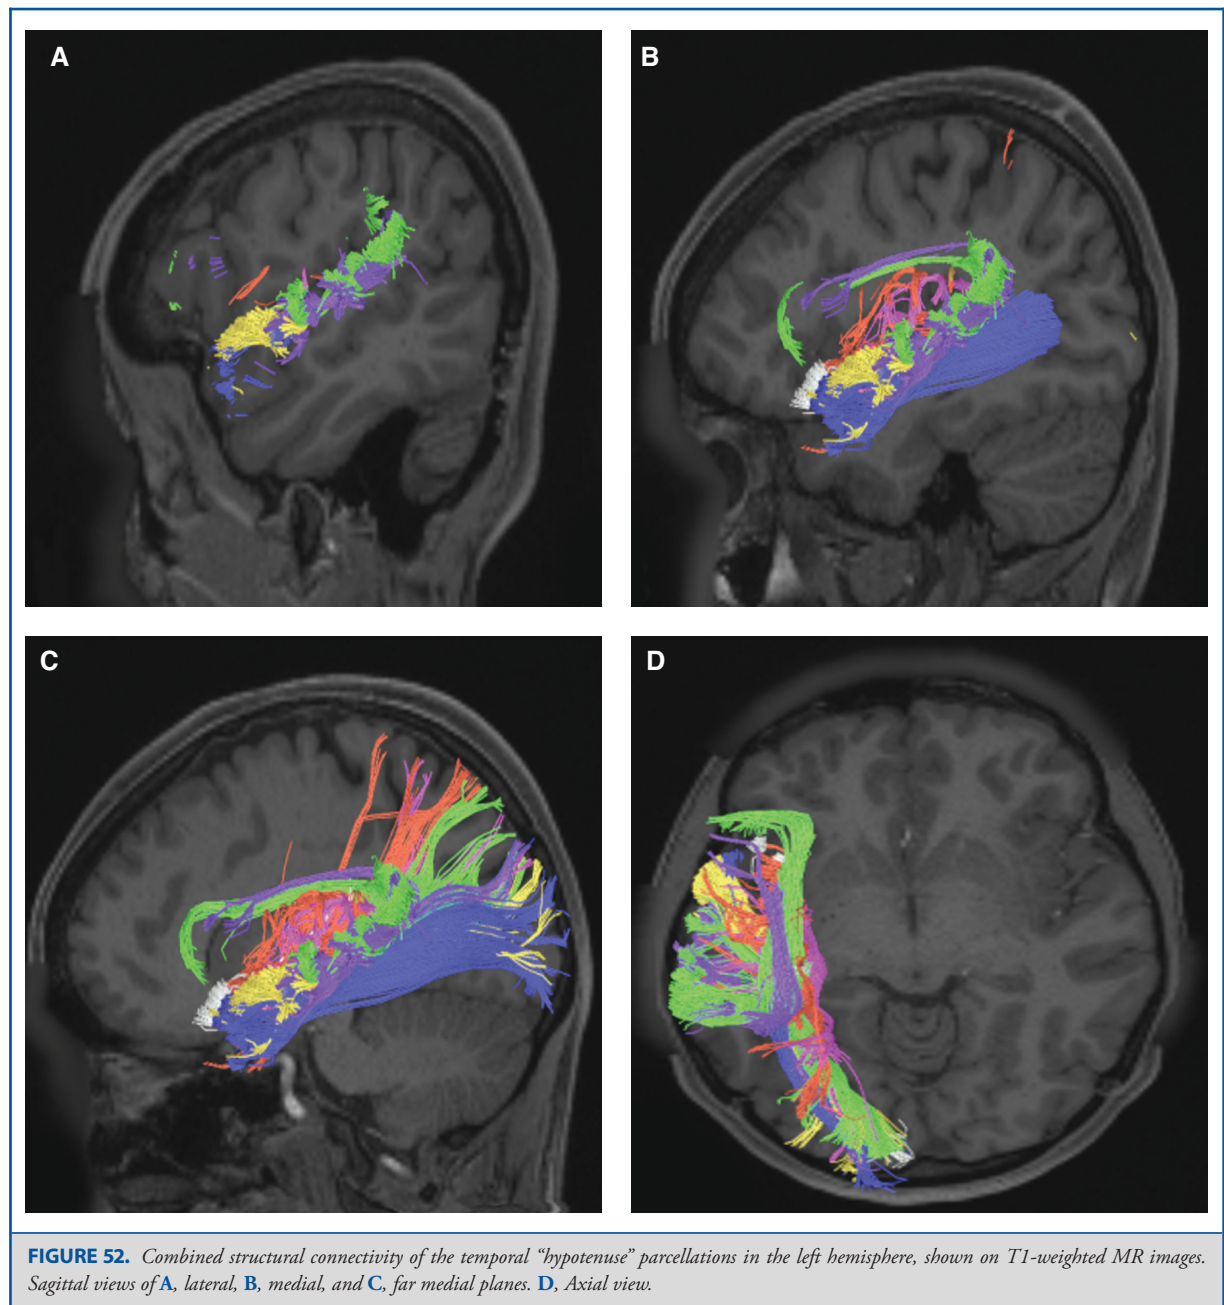 A
B
C
D
FIGURE 52. Combined structural connectivity of the temporal “hypotenuse” parcellations in the left hemisphere, shown on T1-weighted MR images.
Sagittal views of A, lateral, B, medial, and C, far medial planes. D, Axial view.